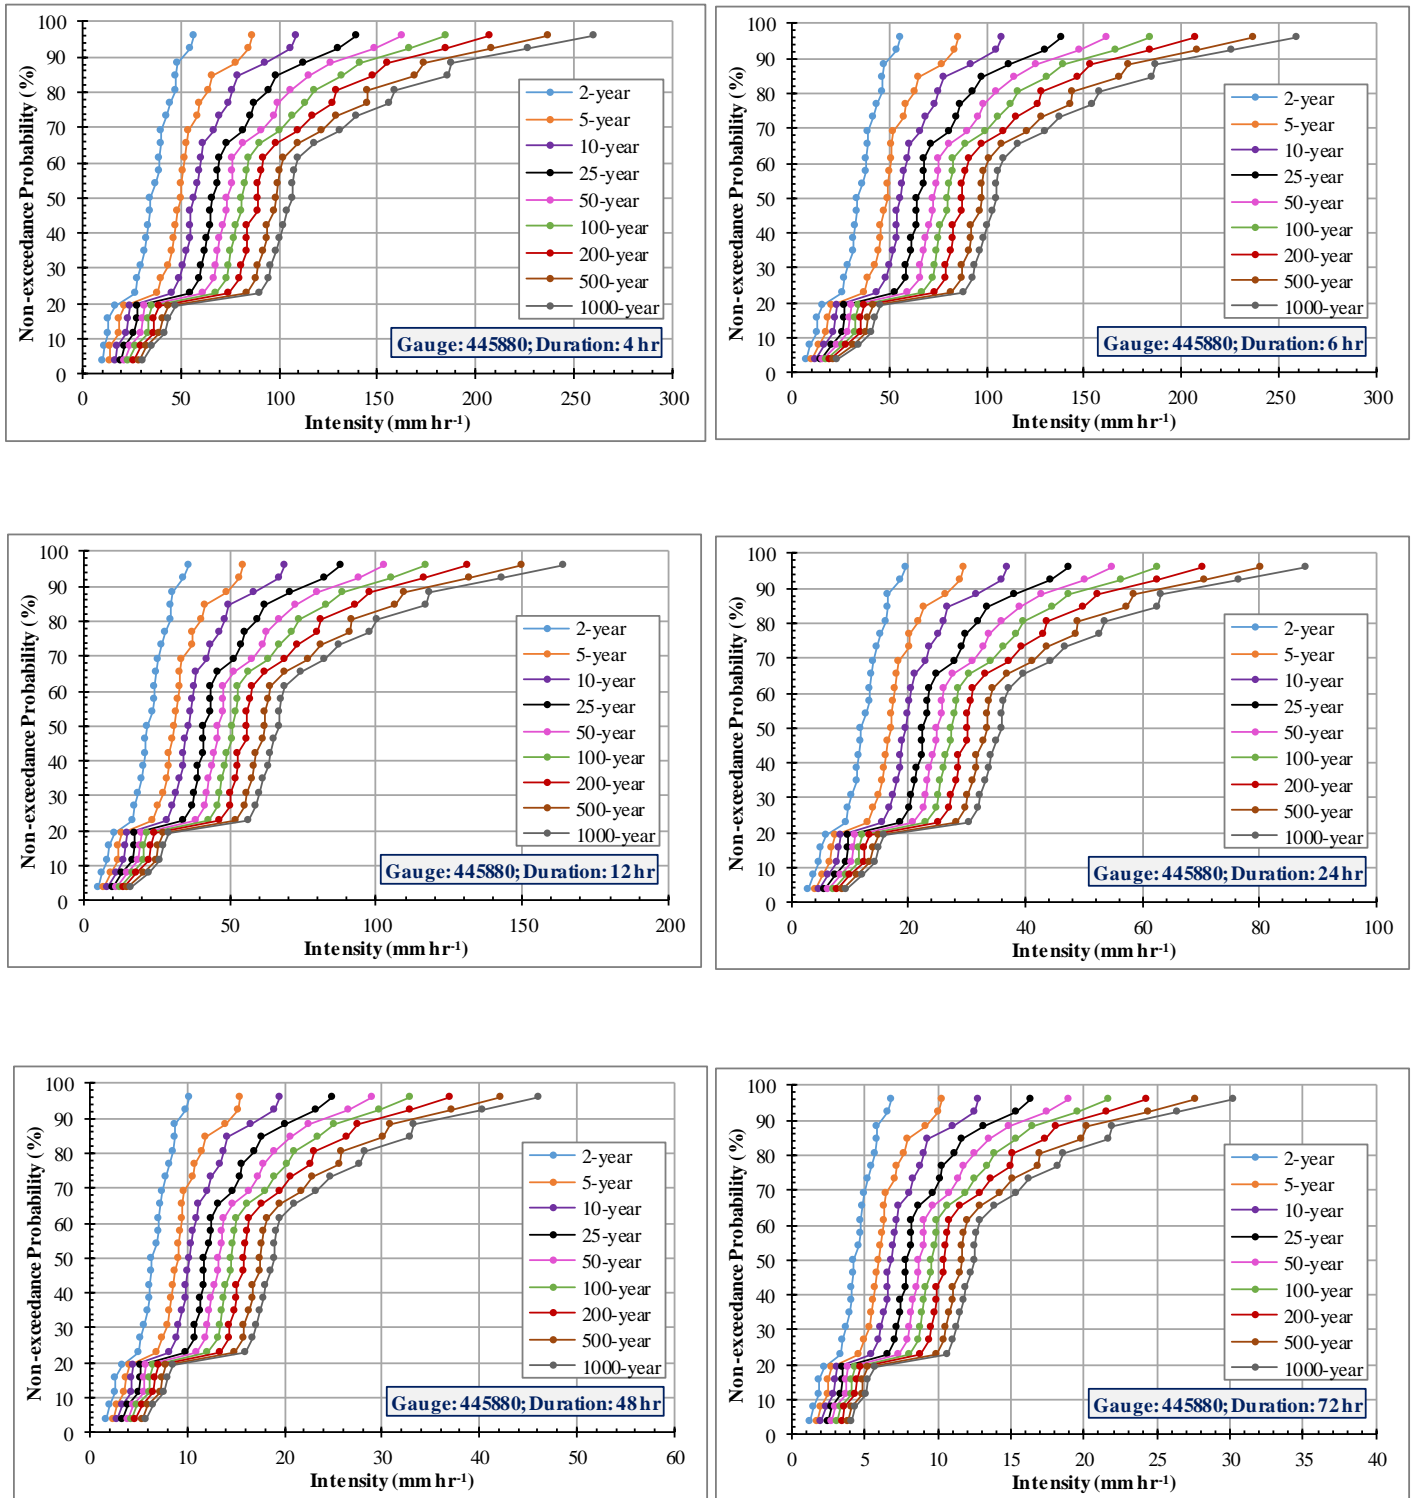 100
90
80
70
60
50
40
30
20
10
0
Non-exceedance Probability (%)
2-year
5-year
10-year
25-year
50-year
100-year
200-year
500-year
1000-year
Gauge: 445880; Duration: 4 hr
0 50 100 150 200 250 300
Intensity (mm hr-1)
100
90
80
70
60
50
40
30
20
10
0
Non-exceedance Probability (%)
2-year
5-year
10-year
25-year
50-year
100-year
200-year
500-year
1000-year
Gauge: 445880; Duration: 6 hr
0 50 100 150 200 250 300
Intensity (mm hr-1)
100
90
80
70
60
50
40
30
20
10
0
Non-exceedance Probability (%)
2-year
5-year
10-year
25-year
50-year
100-year
200-year
500-year
1000-year
Gauge: 445880; Duration: 12 hr
0 50 100 150 200
Intensity (mm hr-1)
100
90
80
70
60
50
40
30
20
10
0
Non-exceedance Probability (%)
2-year
5-year
10-year
25-year
50-year
100-year
200-year
500-year
1000-year
Gauge: 445880; Duration: 24 hr
0 20 40 60 80 100
Intensity (mm hr-1)
100
90
80
70
60
50
40
30
20
10
0
Non-exceedance Probability (%)
2-year
5-year
10-year
25-year
50-year
100-year
200-year
500-year
1000-year
Gauge: 445880; Duration: 48 hr
0 10 20 30 40 50 60
Intensity (mm hr-1)
100
90
80
70
60
50
40
30
20
10
0
Non-exceedance Probability (%)
2-year
5-year
10-year
25-year
50-year
100-year
200-year
500-year
1000-year
Gauge: 445880; Duration: 72 hr
0 5 10 15 20 25 30 35 40
Intensity (mm hr-1)